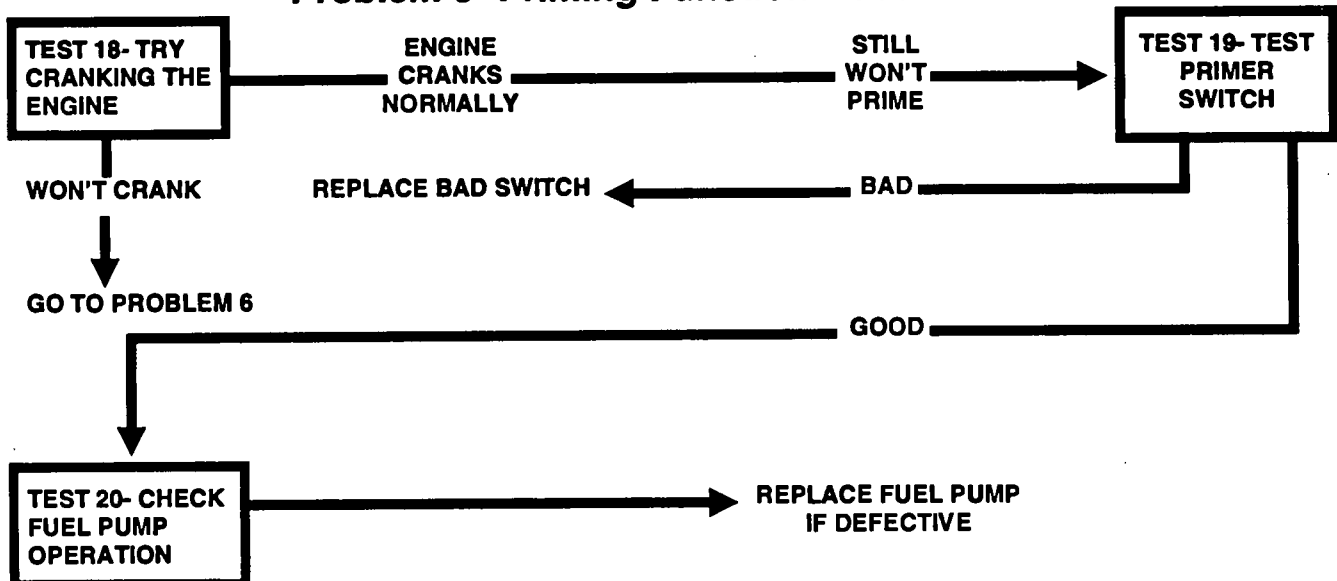 Problem Priming
TEST 18- TRY
CRANKING THE
ENGINE
ENGINE
CRANKS
NORMALLY
STILL
WON'T
PRIME
TEST 19- TEST
PRIMER
SWITCH
WON'T CRANK
REPLACE BAD SWITCH
BAD
GO TO PROBLEM 6
GOOD
TEST 20- CHECK
FUEL PUMP
OPERATION
REPLACE FUEL PUMP
IF DEFECTIVE